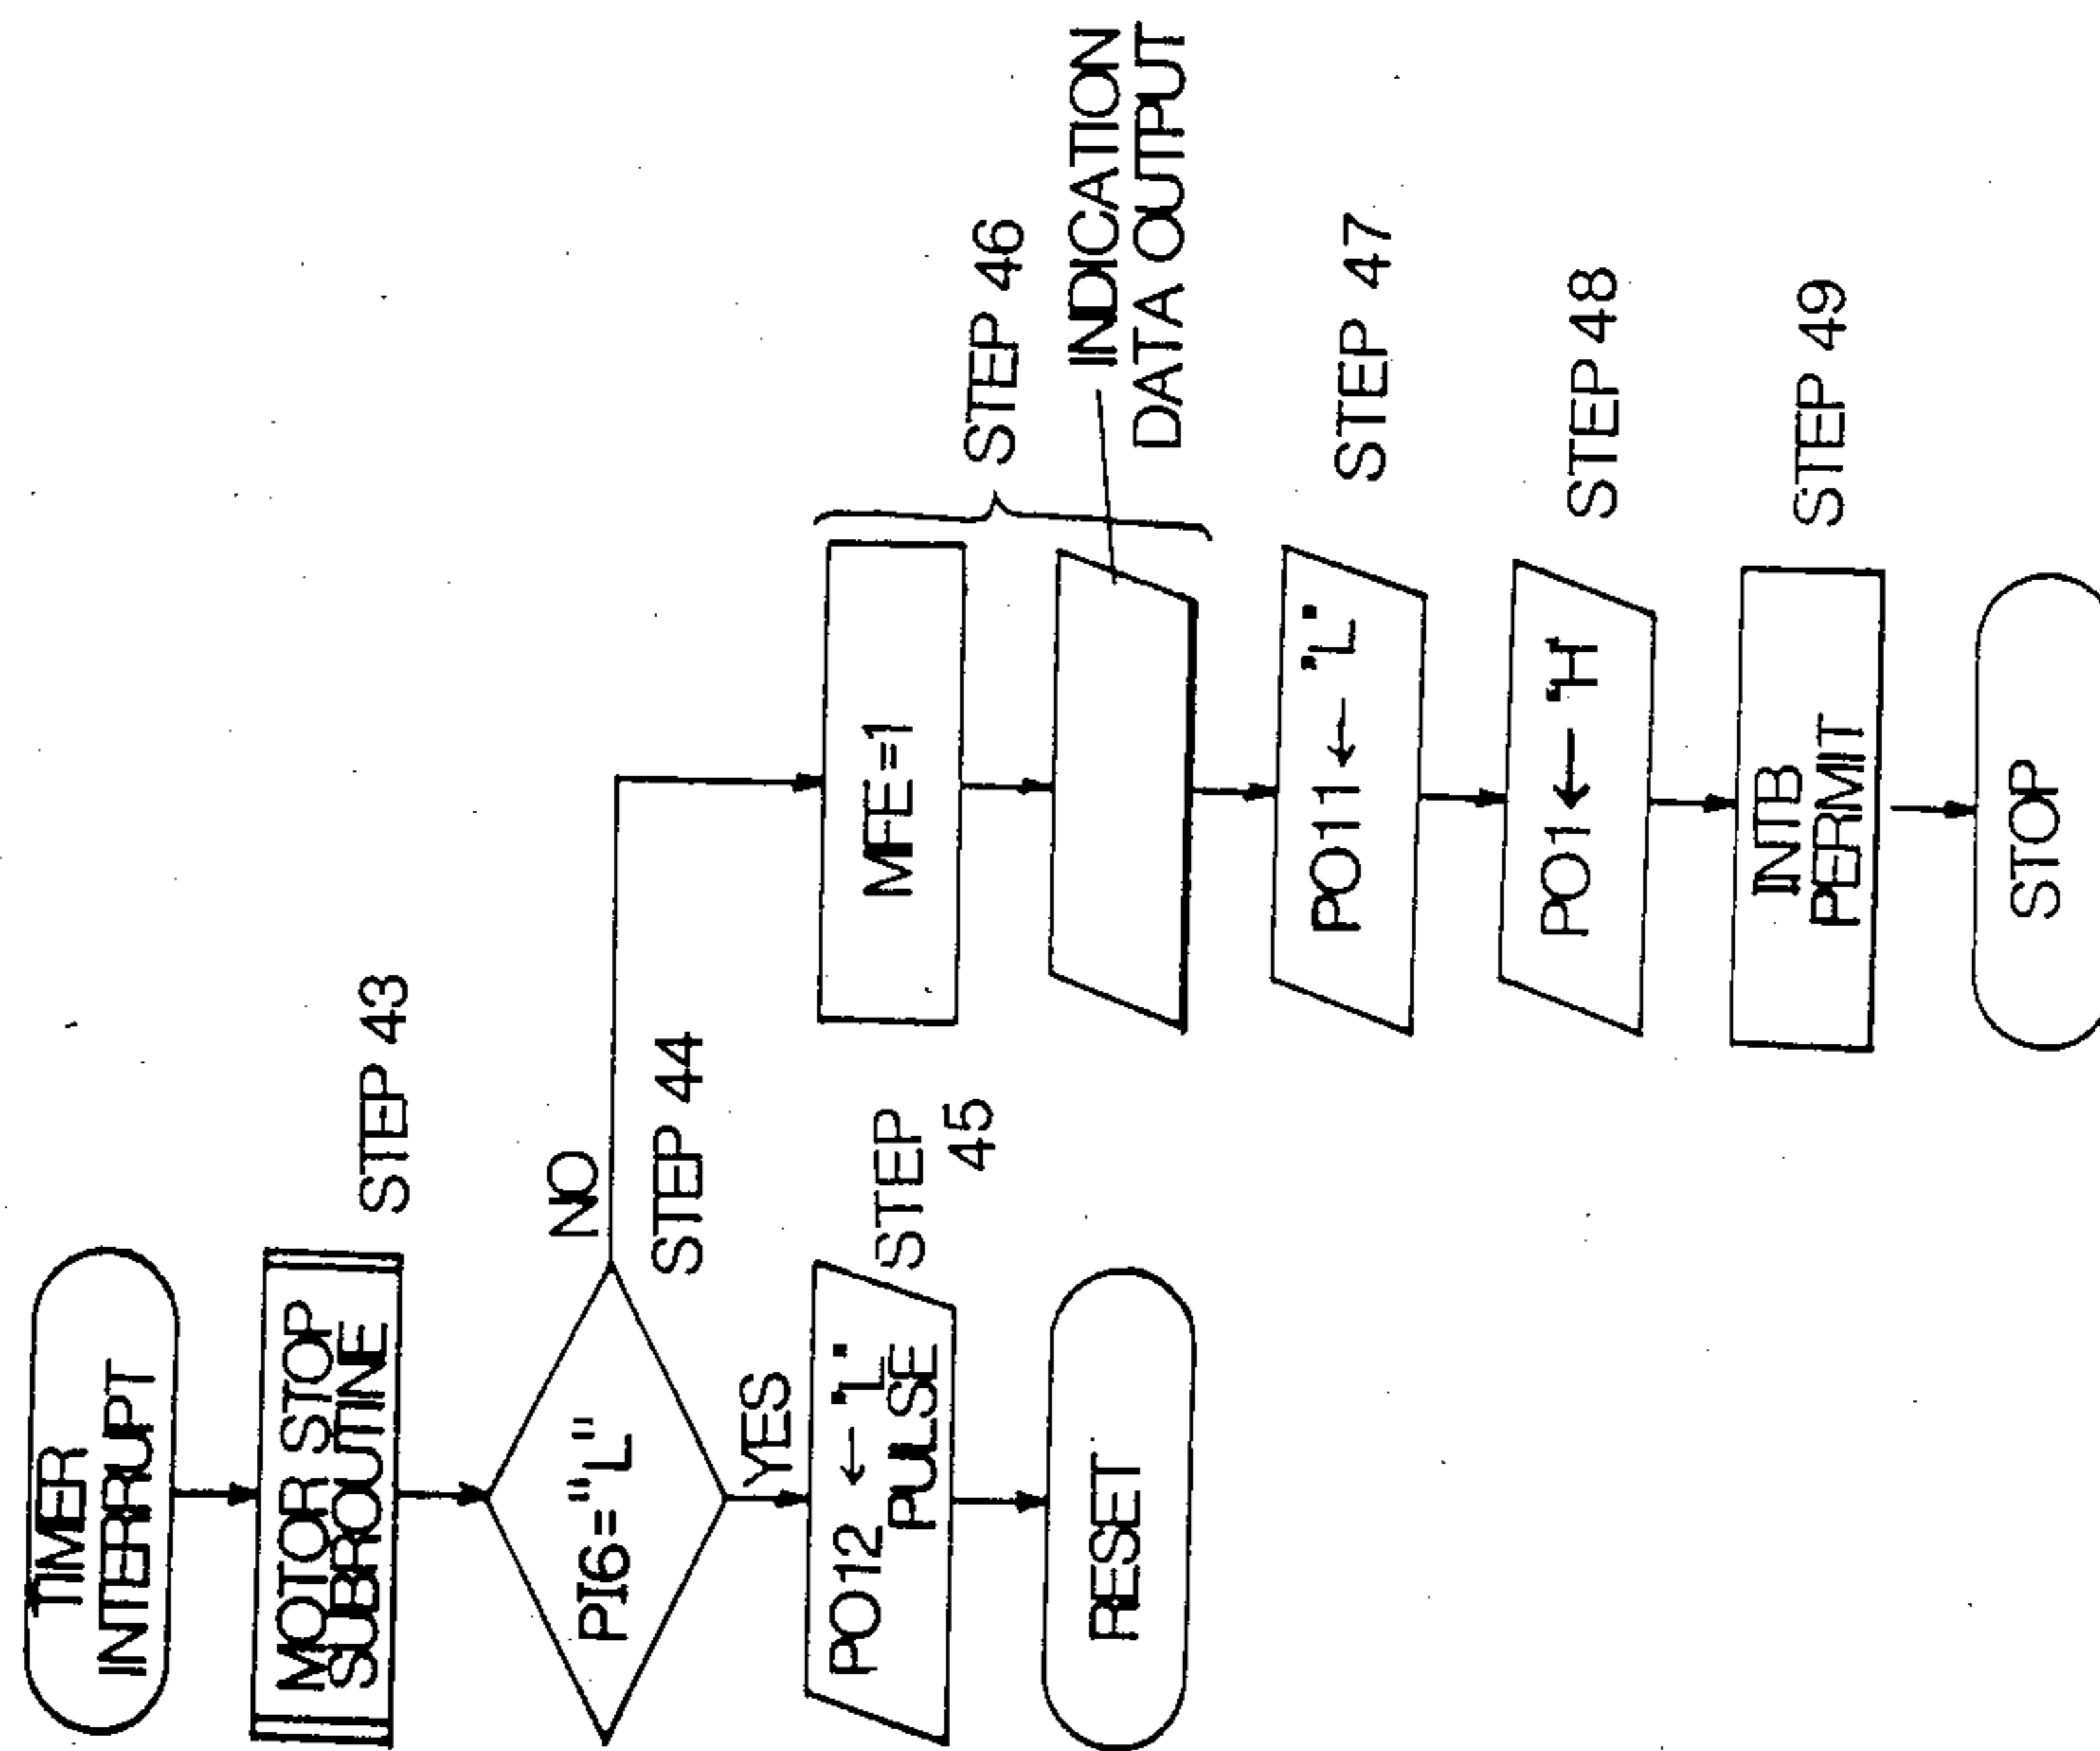 TIMER
INTERRUPT
MOTOR STOP
SUBROUTINE
STEP 43
PI6="L"
NO
STEP 44
YES
PO12 ← "L"
PULSE
STEP
45
RESET
MFE=1
STEP 46
INDICATION
DATA OUTPUT
PO11 ← "L"
STEP 47
PO1 ← "H"
STEP 48
INTB
PERMIT
STEP 49
STOP